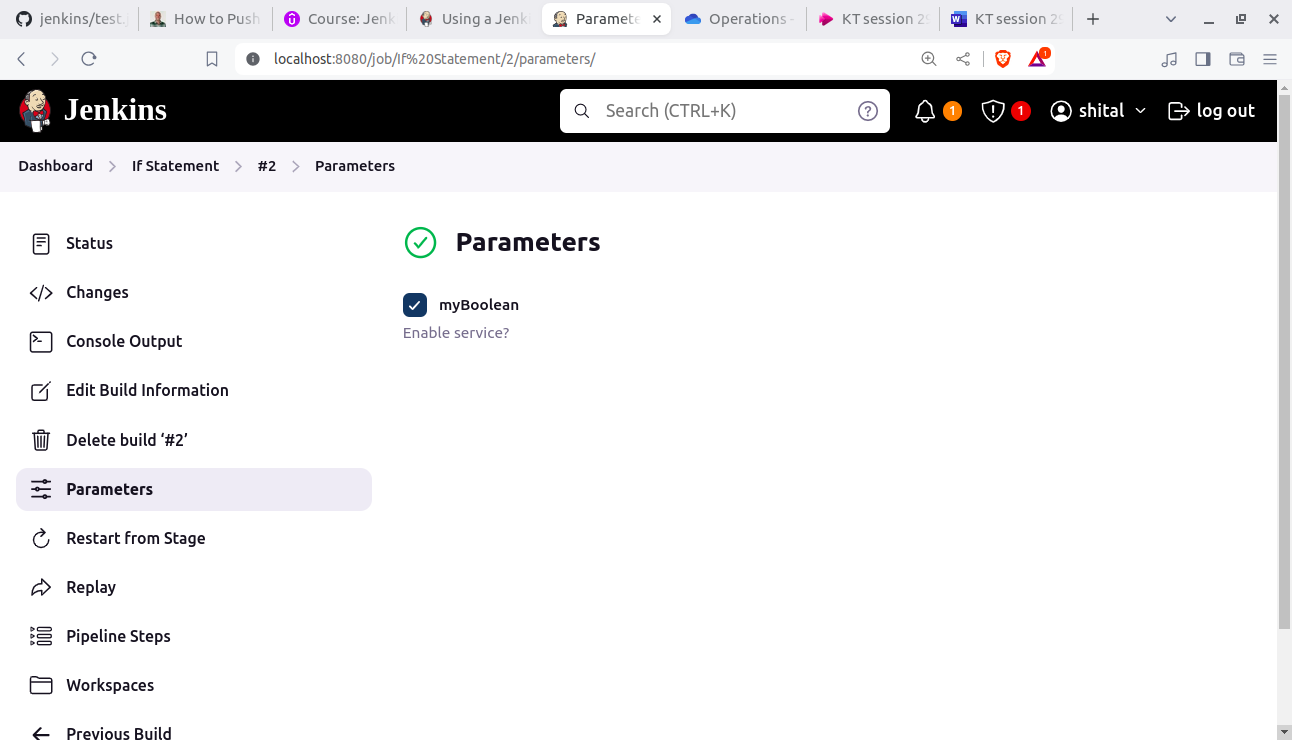 jenkins/test.
How to Push
Course: Jenk
Using a Jenk
Paramete
Operations -
KT session 29
KT session 29
localhost:8080/job/If%20Statement/2/parameters/
1
Jenkins
Search (CTRL+K)
?
1
1
shital
log out
Dashboard
If Statement
#2
Parameters
Status
Changes
Console Output
Edit Build Information
Delete build ‘#2’
Parameters
Restart from Stage
Replay
Pipeline Steps
Workspaces
Previous Build
Parameters
myBoolean
Enable service?